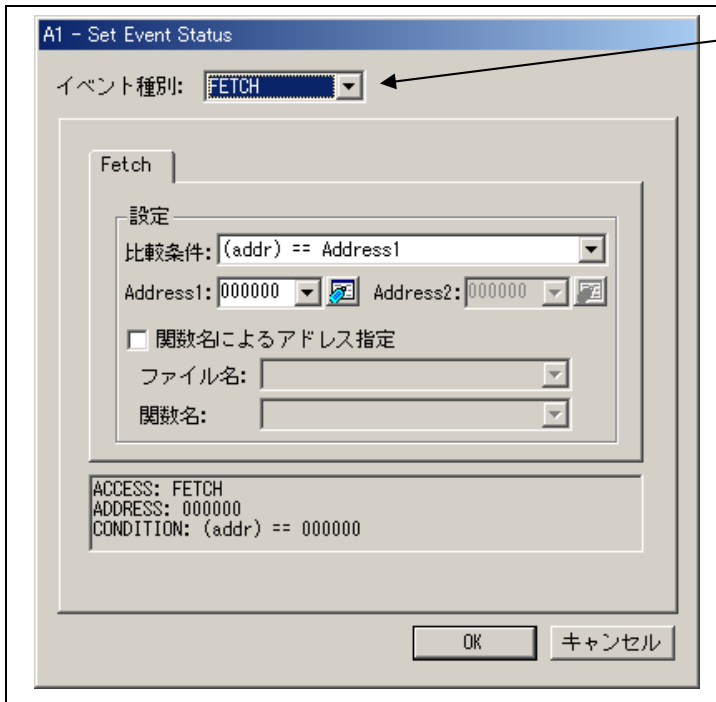 A1 - Set Event Status
イベント種別: FETCH
Fetch
設定
比較条件: (addr) == Address1
Address1: 000000 Address2: 000000
関数名によるアドレス指定
ファイル名:
関数名:
ACCESS: FETCH
ADDRESS: 000000
CONDITION: (addr) == 000000
OK キャンセル